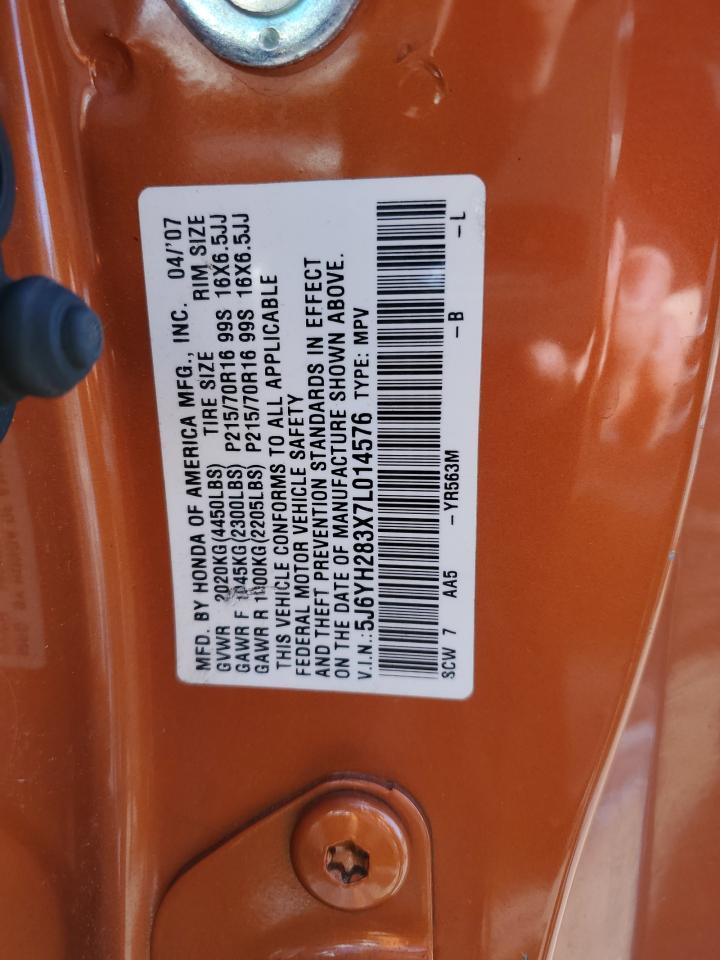 MFD. BY HONDA OF AMERICA MFG., INC. 04/'07
GVWR 2020KG(4450LBS) TIRE SIZE RIM SIZE
GAWR F 1045KG(2300LBS) P215/70R16 99S 16X6.5JJ
GAWR R 1000KG(2205LBS) P215/70R16 99S 16X6.5JJ
THIS VEHICLE CONFORMS TO ALL APPLICABLE
FEDERAL MOTOR VEHICLE SAFETY
AND THEFT PREVENTION STANDARDS IN EFFECT
ON THE DATE OF MANUFACTURE SHOWN ABOVE.
V.I.N.:5J6YH283X7L014576 TYPE: MPV
SCW 7 AA5 -YR563M -B -L